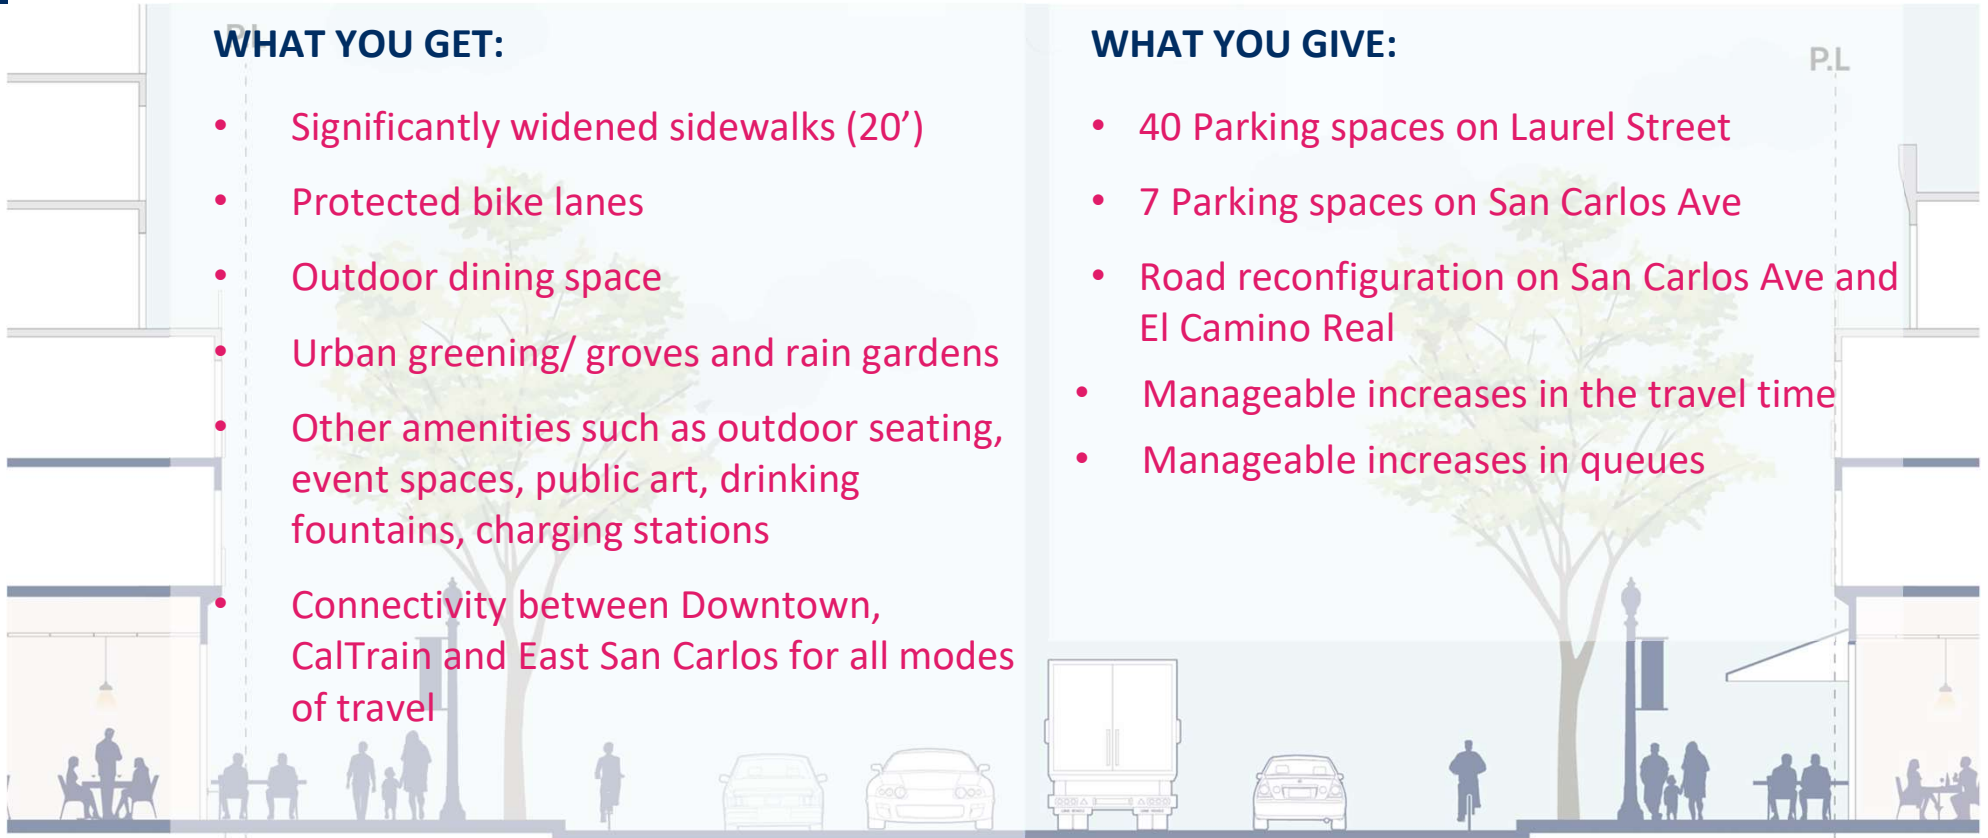 WHAT YOU GET:
P.L
• Significantly widened sidewalks (20’)
• Protected bike lanes
• Outdoor dining space
• Urban greening/ groves and rain gardens
• Other amenities such as outdoor seating,
event spaces, public art, drinking
fountains, charging stations
• Connectivity between Downtown,
CalTrain and East San Carlos for all modes
of travel
WHAT YOU GIVE:
P.L
• 40 Parking spaces on Laurel Street
• 7 Parking spaces on San Carlos Ave
• Road reconfiguration on San Carlos Ave and
El Camino Real
• Manageable increases in the travel time
• Manageable increases in queues